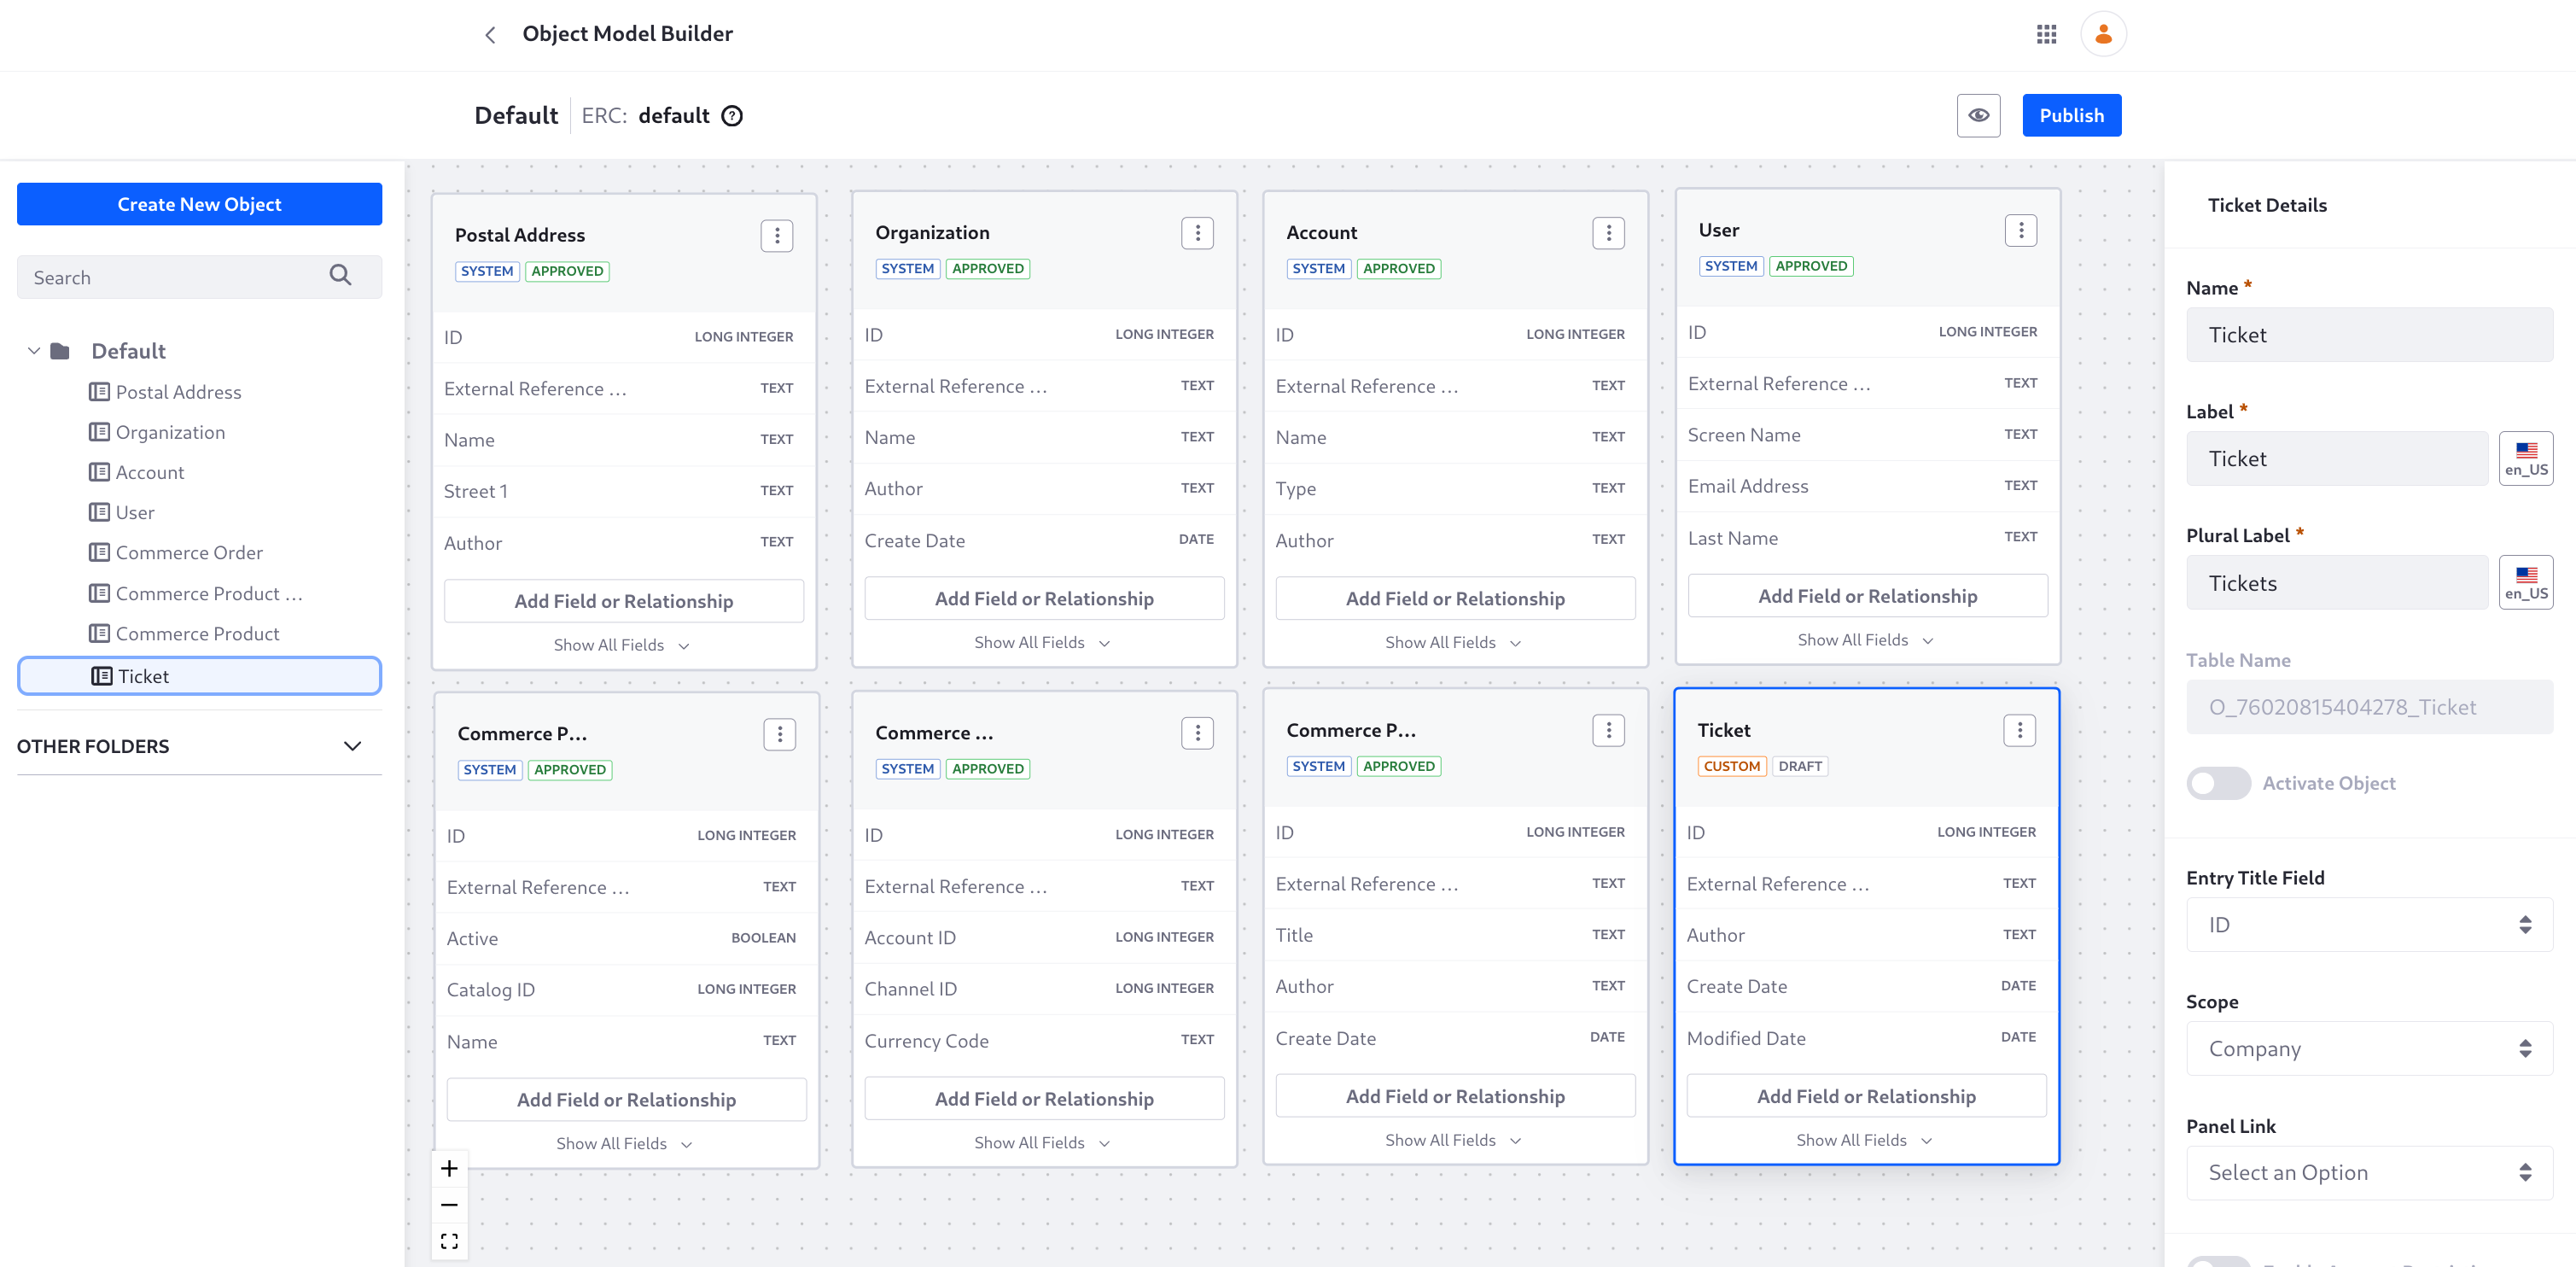 Object Model Builder
Default
ERC: default
Publish
Create New Object
Search
Default
Postal Address
Organization
Account
User
Commerce Order
Commerce Product ...
Commerce Product
Ticket
OTHER FOLDERS
Postal Address
SYSTEM APPROVED
ID LONG INTEGER
External Reference ... TEXT
Name TEXT
Street 1 TEXT
Author TEXT
Add Field or Relationship
Show All Fields
Organization
SYSTEM APPROVED
ID LONG INTEGER
External Reference ... TEXT
Name TEXT
Author TEXT
Create Date DATE
Add Field or Relationship
Show All Fields
Account
SYSTEM APPROVED
ID LONG INTEGER
External Reference ... TEXT
Name TEXT
Type TEXT
Author TEXT
Add Field or Relationship
Show All Fields
User
SYSTEM APPROVED
ID LONG INTEGER
External Reference ... TEXT
Screen Name TEXT
Email Address TEXT
Last Name TEXT
Add Field or Relationship
Show All Fields
Commerce P...
SYSTEM APPROVED
ID LONG INTEGER
External Reference ... TEXT
Active BOOLEAN
Catalog ID LONG INTEGER
Name TEXT
Add Field or Relationship
Show All Fields
Commerce ...
SYSTEM APPROVED
ID LONG INTEGER
External Reference ... TEXT
Account ID LONG INTEGER
Channel ID LONG INTEGER
Currency Code TEXT
Add Field or Relationship
Show All Fields
Commerce P...
SYSTEM APPROVED
ID LONG INTEGER
External Reference ... TEXT
Title TEXT
Author TEXT
Create Date DATE
Add Field or Relationship
Show All Fields
Ticket
CUSTOM DRAFT
ID LONG INTEGER
External Reference ... TEXT
Author TEXT
Create Date DATE
Modified Date DATE
Add Field or Relationship
Show All Fields
Ticket Details
Name *
Ticket
Label *
Ticket
en_US
Plural Label *
Tickets
en_US
Table Name
O_76020815404278_Ticket
Activate Object
Entry Title Field
ID
Scope
Company
Panel Link
Select an Option